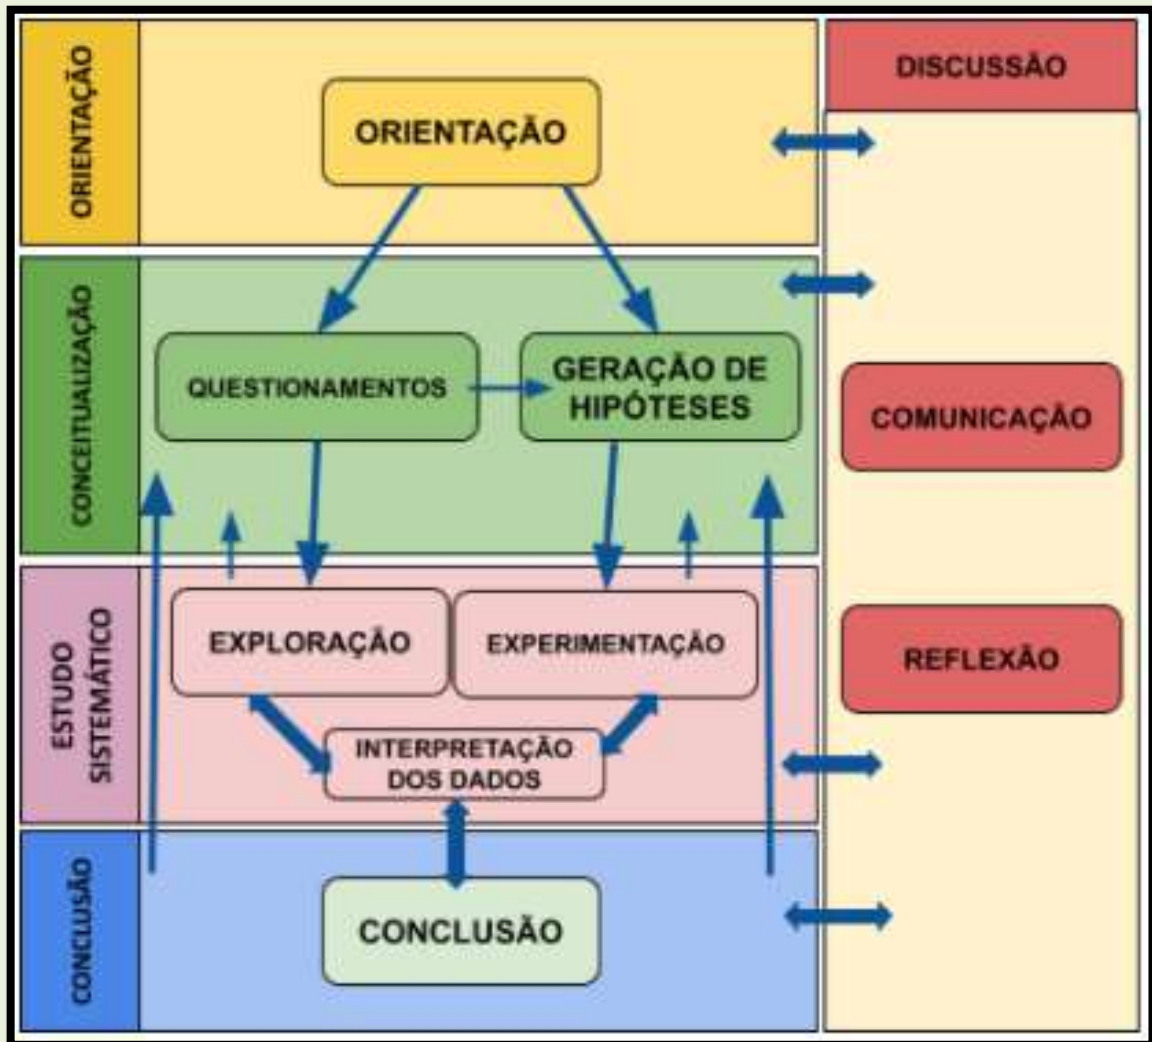 ORIENTAÇÃO
ORIENTAÇÃO
CONCEITUALIZAÇÃO
QUESTIONAMENTOS
GERAÇÃO DE
HIPÓTESES
ESTUDO
SISTEMÁTICO
EXPLORAÇÃO
EXPERIMENTAÇÃO
INTERPRETAÇÃO
DOS DADOS
CONCLUSÃO
CONCLUSÃO
DISCUSSÃO
COMUNICAÇÃO
REFLEXÃO